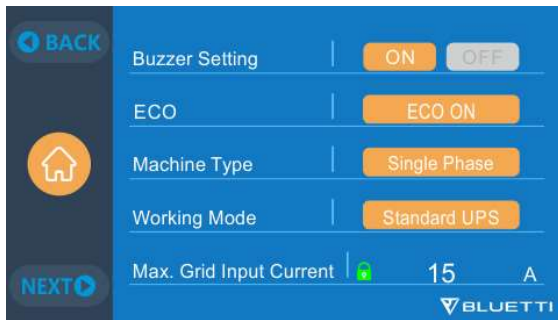 BACK
Buzzer Setting ON OFF
ECO ECO ON
Machine Type Single Phase
Working Mode Standard UPS
Max. Grid Input Current 15 A
NEXT
BLUETTI